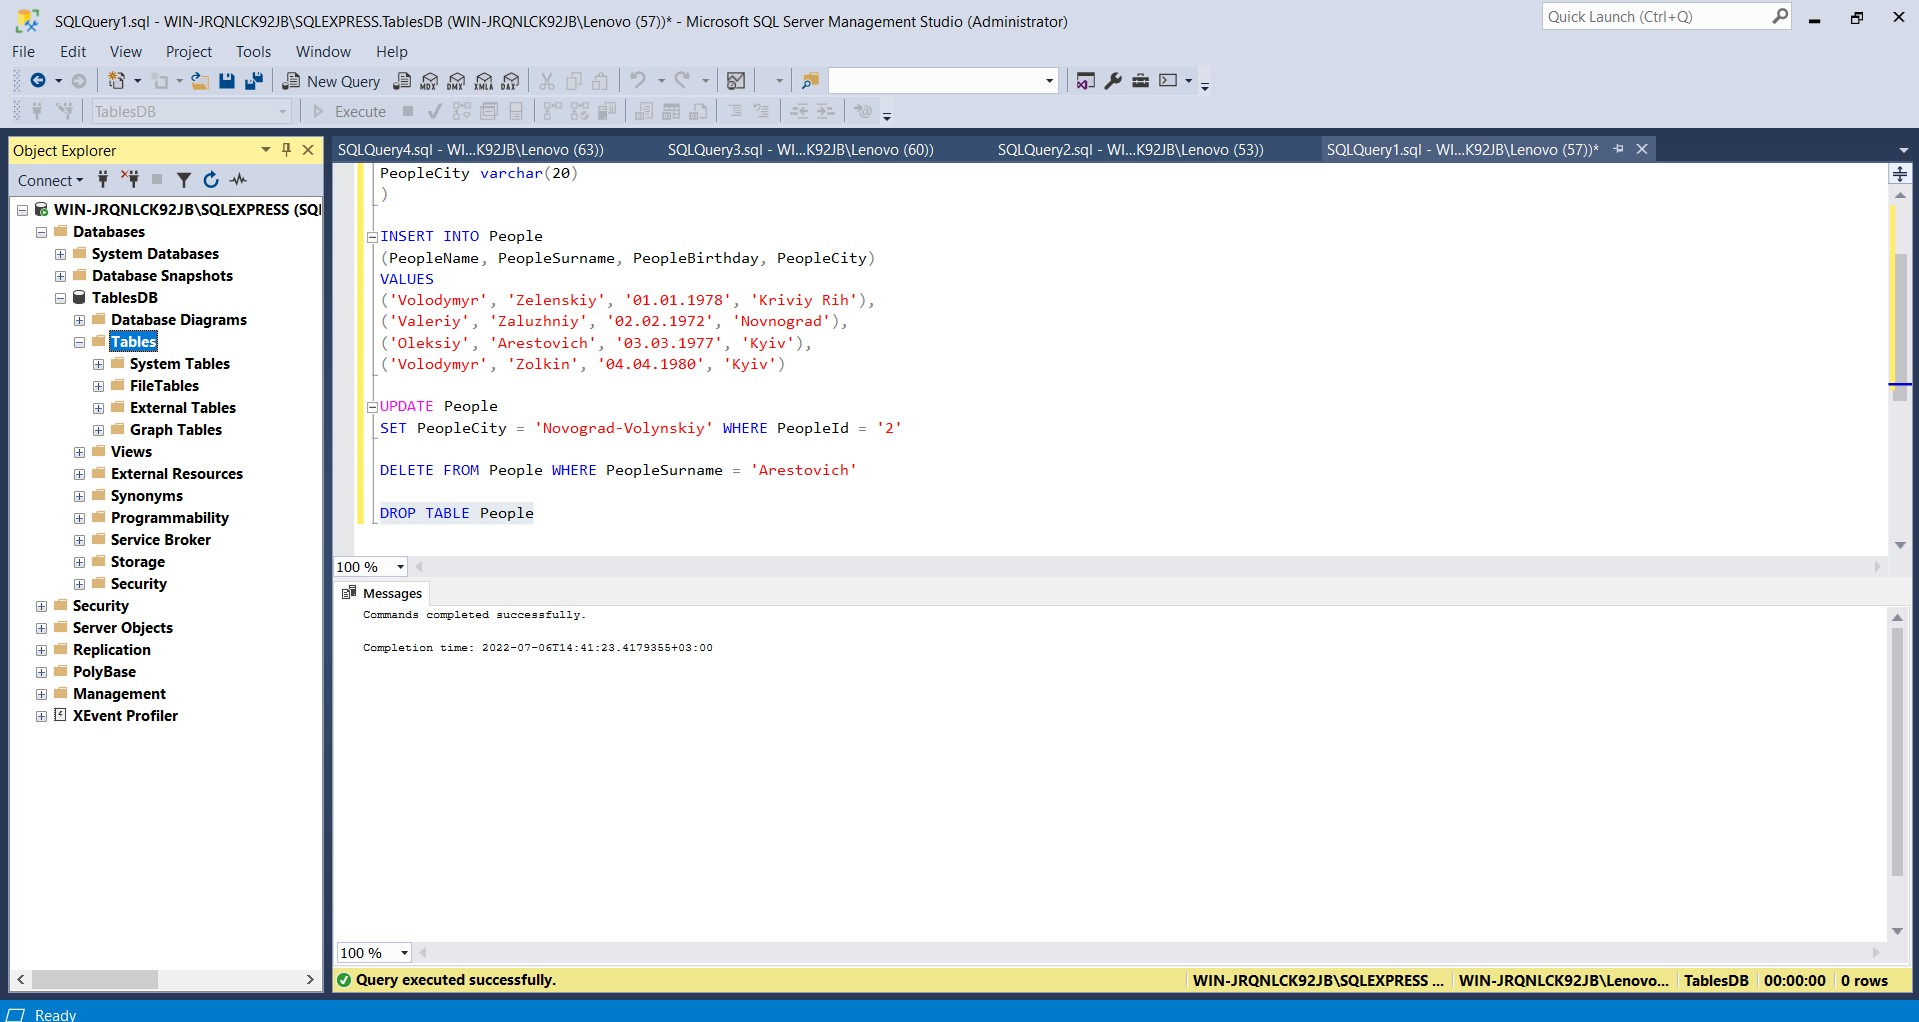 SQLQuery1.sql - WIN-JRQNLCK92JB\SQLEXPRESS.TablesDB (WIN-JRQNLCK92JB\Lenovo (57))* - Microsoft SQL Server Management Studio (Administrator)
Quick Launch (Ctrl+Q)
File Edit View Project Tools Window Help
New Query MDX DMX XMLA DAX
TablesDB Execute
Object Explorer
SQLQuery4.sql - WI...K92JB\Lenovo (63)) SQLQuery3.sql - WI...K92JB\Lenovo (60)) SQLQuery2.sql - WI...K92JB\Lenovo (53)) SQLQuery1.sql - WI...K92JB\Lenovo (57))*
Connect
WIN-JRQNLCK92JB\SQLEXPRESS (SQL
Databases
System Databases
Database Snapshots
TablesDB
Database Diagrams
Tables
System Tables
FileTables
External Tables
Graph Tables
Views
External Resources
Synonyms
Programmability
Service Broker
Storage
Security
Security
Server Objects
Replication
PolyBase
Management
XEvent Profiler
PeopleCity varchar(20)
)
INSERT INTO People
(PeopleName, PeopleSurname, PeopleBirthday, PeopleCity)
VALUES
('Volodymyr', 'Zelenskiy', '01.01.1978', 'Kriviy Rih'),
('Valeriy', 'Zaluzhniy', '02.02.1972', 'Novnograd'),
('Oleksiy', 'Arestovich', '03.03.1977', 'Kyiv'),
('Volodymyr', 'Zolkin', '04.04.1980', 'Kyiv')
UPDATE People
SET PeopleCity = 'Novograd-Volynskiy' WHERE PeopleId = '2'
DELETE FROM People WHERE PeopleSurname = 'Arestovich'
DROP TABLE People
100 %
Messages
Commands completed successfully.
Completion time: 2022-07-06T14:41:23.4179355+03:00
100 %
Query executed successfully. WIN-JRQNLCK92JB\SQLEXPRESS ... WIN-JRQNLCK92JB\Lenovo... TablesDB 00:00:00 0 rows
Ready